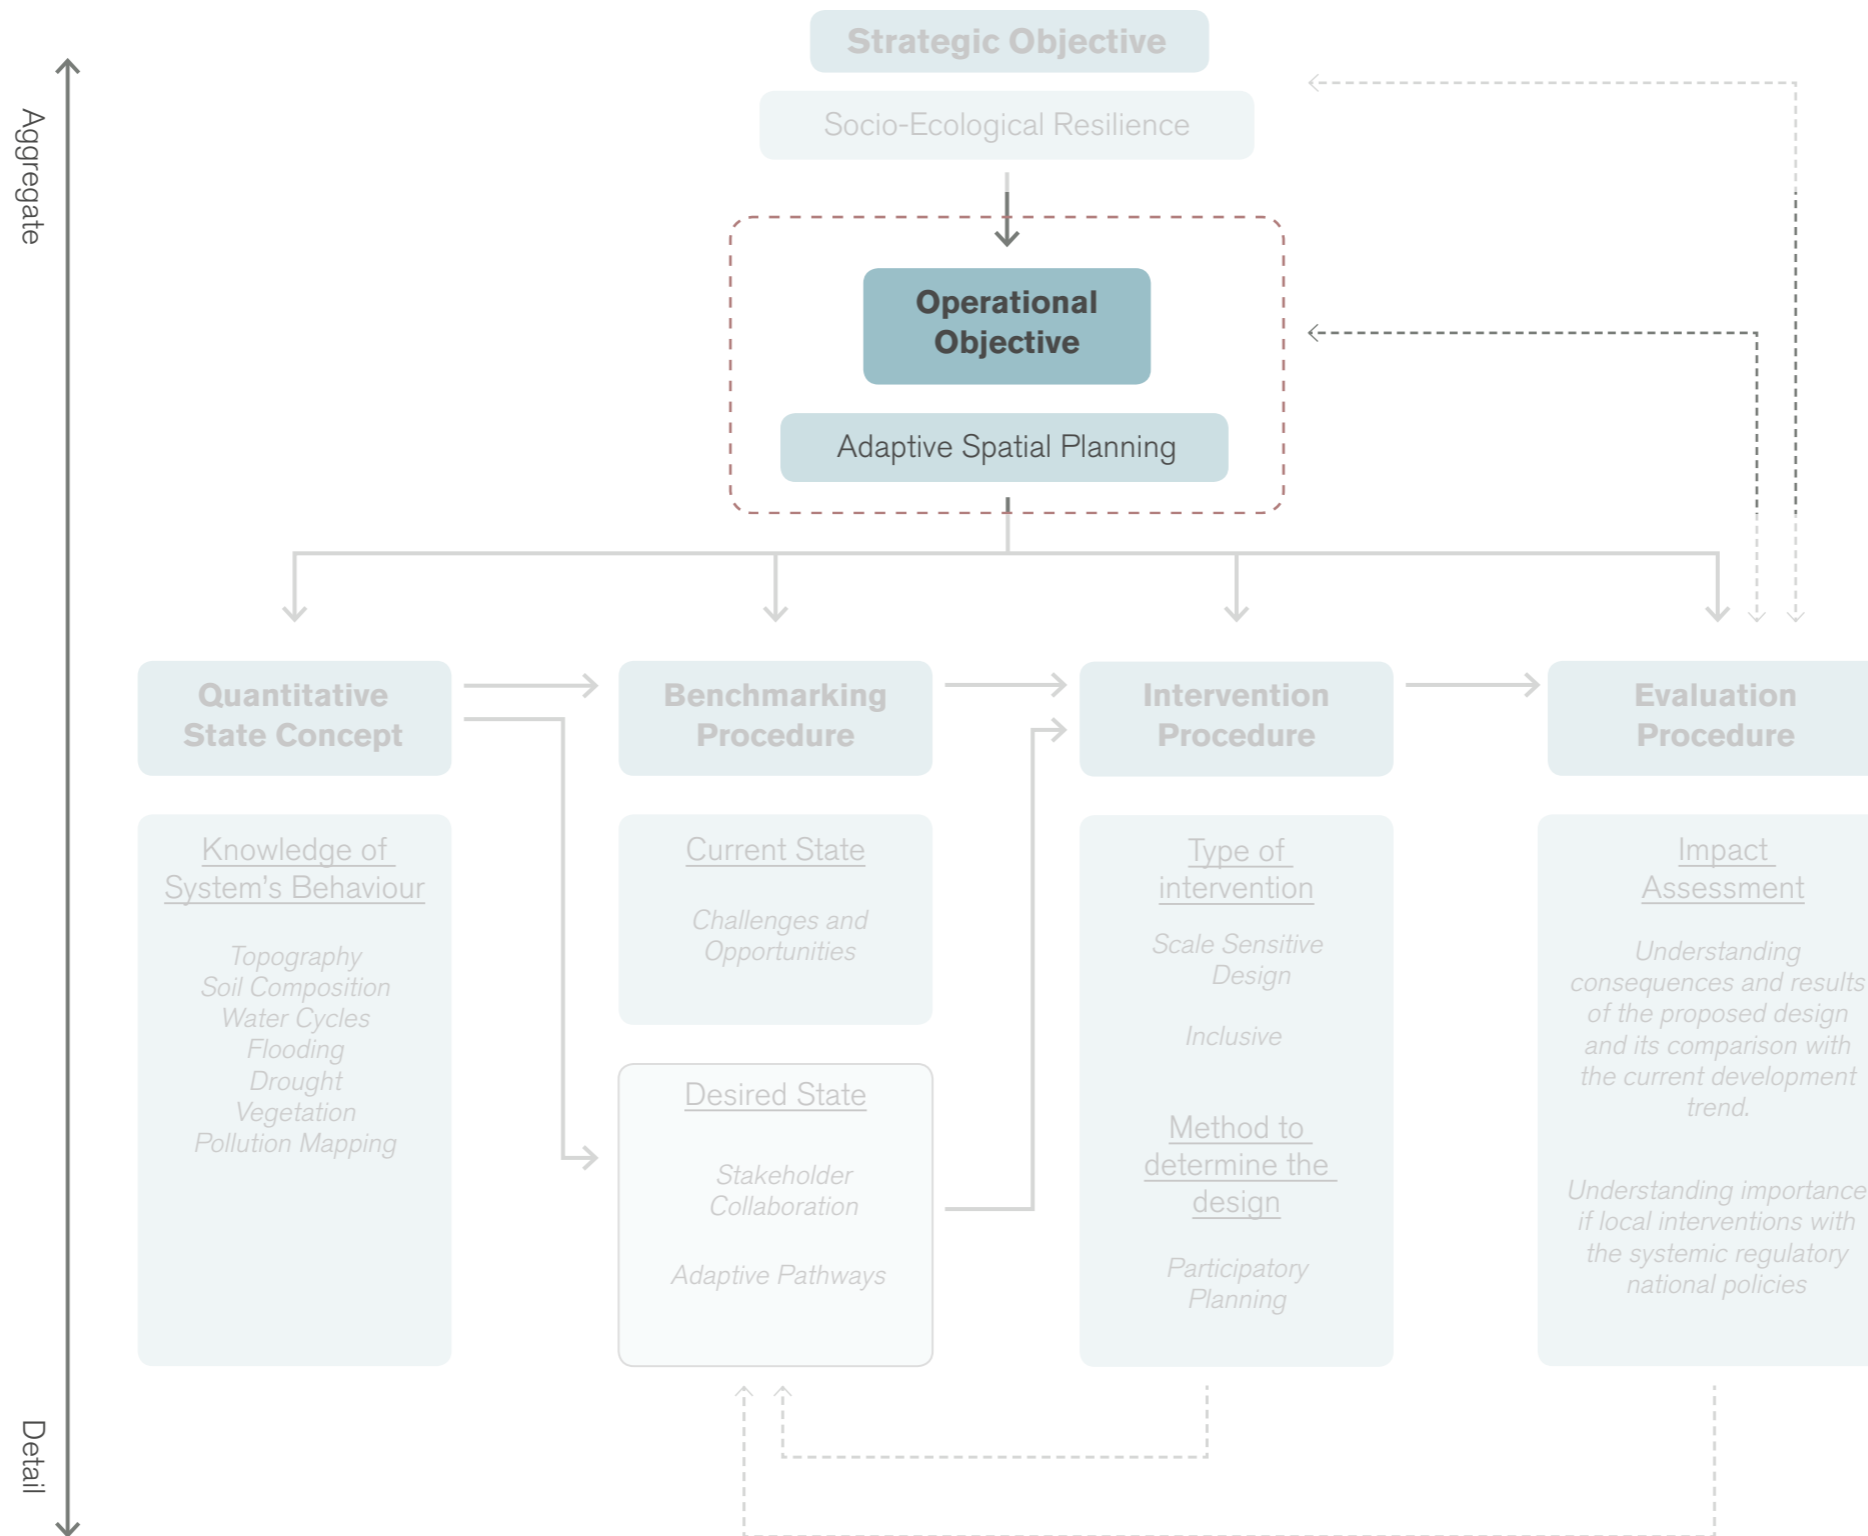 Strategic Objective
Socio-Ecological Resilience
Aggregate
Operational
Objective
Adaptive Spatial Planning
Quantitative
State Concept
Knowledge of
System's Behaviour
Topography
Soil Composition
Water Cycles
Flooding
Drought
Vegetation
Pollution Mapping
Benchmarking
Procedure
Current State
Challenges and
Opportunities
Desired State
Stakeholder
Collaboration
Adaptive Pathways
Intervention
Procedure
Type of
intervention
Scale Sensitive
Design
Inclusive
Method to
determine the
design
Participatory
Planning
Evaluation
Procedure
Impact
Assessment
Understanding
consequences and results
of the proposed design
and its comparison with
the current development
trend.
Understanding importance
if local interventions with
the systemic regulatory
national policies
Detail